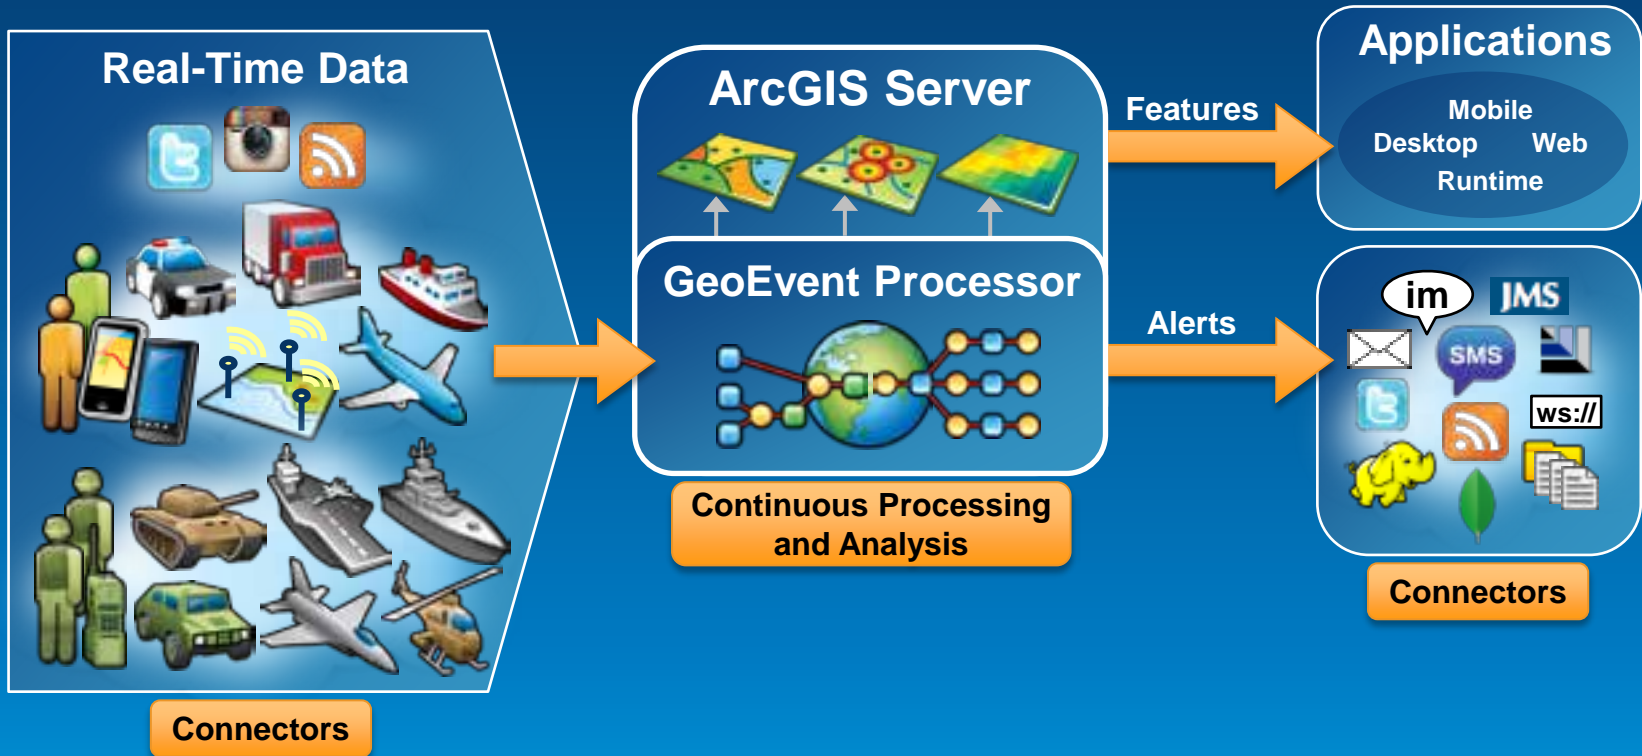 Real-Time Data
Connectors
ArcGIS Server
GeoEvent Processor
Continuous Processing
and Analysis
Features
Alerts
Applications
Mobile
Desktop Web
Runtime
im
JMS
SMS
ws://
Connectors